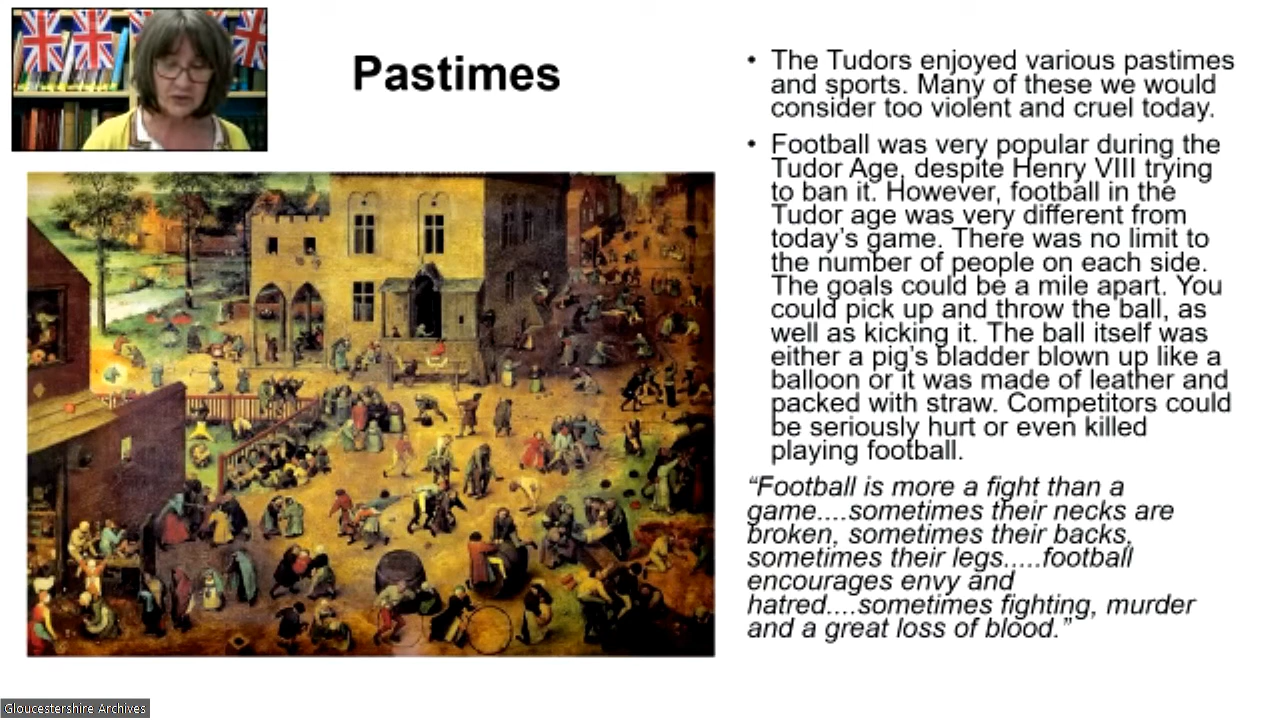 Pastimes
• The Tudors enjoyed various pastimes
and sports. Many of these we would
consider too violent and cruel today.
• Football was very popular during the
Tudor Age, despite Henry VIII trying
to ban it. However, football in the
Tudor age was very different from
today's game. There was no limit to
the number of people on each side.
The goals could be a mile apart. You
could pick up and throw the ball, as
well as kicking it. The ball itself was
either a pig's bladder blown up like a
balloon or it was made of leather and
packed with straw. Competitors could
be seriously hurt or even killed
playing football.
“Football is more a fight than a
game....sometimes their necks are
broken, sometimes their backs,
sometimes their legs.....football
encourages envy and
hatred....sometimes fighting, murder
and a great loss of blood.”
Gloucestershire Archives